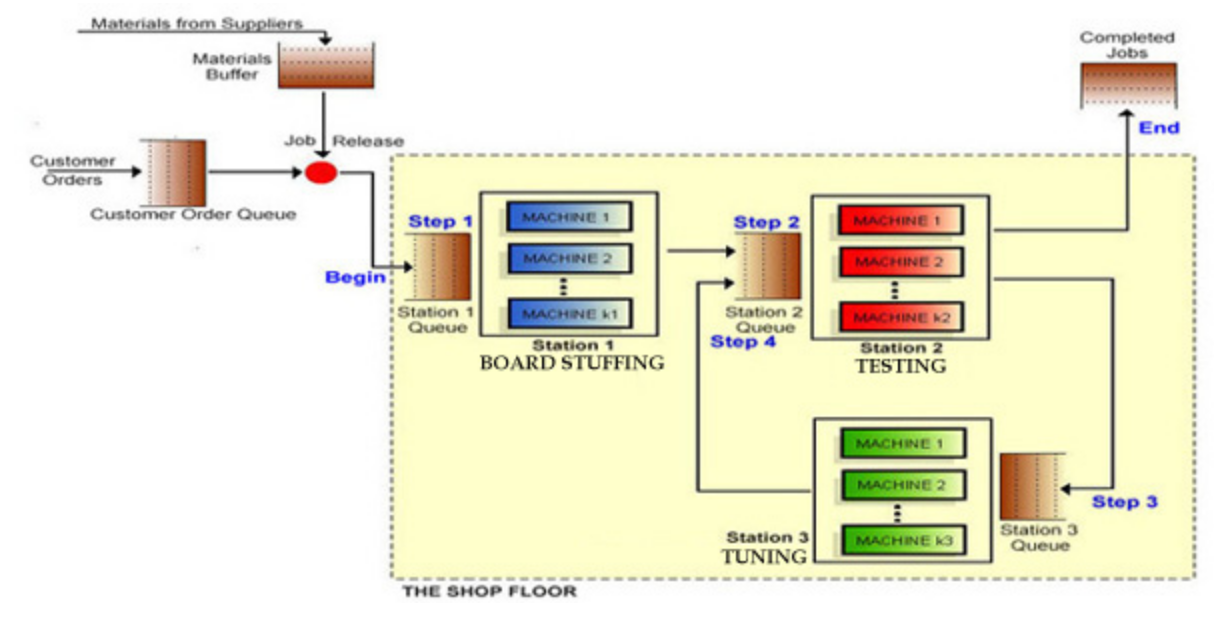 Materials from Suppliers
Materials
Buffer
Completed
Jobs
End
Job Release
Customer
Orders
Customer Order Queue
Begin
Step 1
Station 1
Queue
MACHINE 1
MACHINE 2
MACHINE k1
Station 1
BOARD STUFFING
Step 2
Station 2
Queue
Step 4
MACHINE 1
MACHINE 2
MACHINE k2
Station 2
TESTING
MACHINE 1
MACHINE 2
MACHINE k3
Station 3
TUNING
Step 3
Station 3
Queue
THE SHOP FLOOR